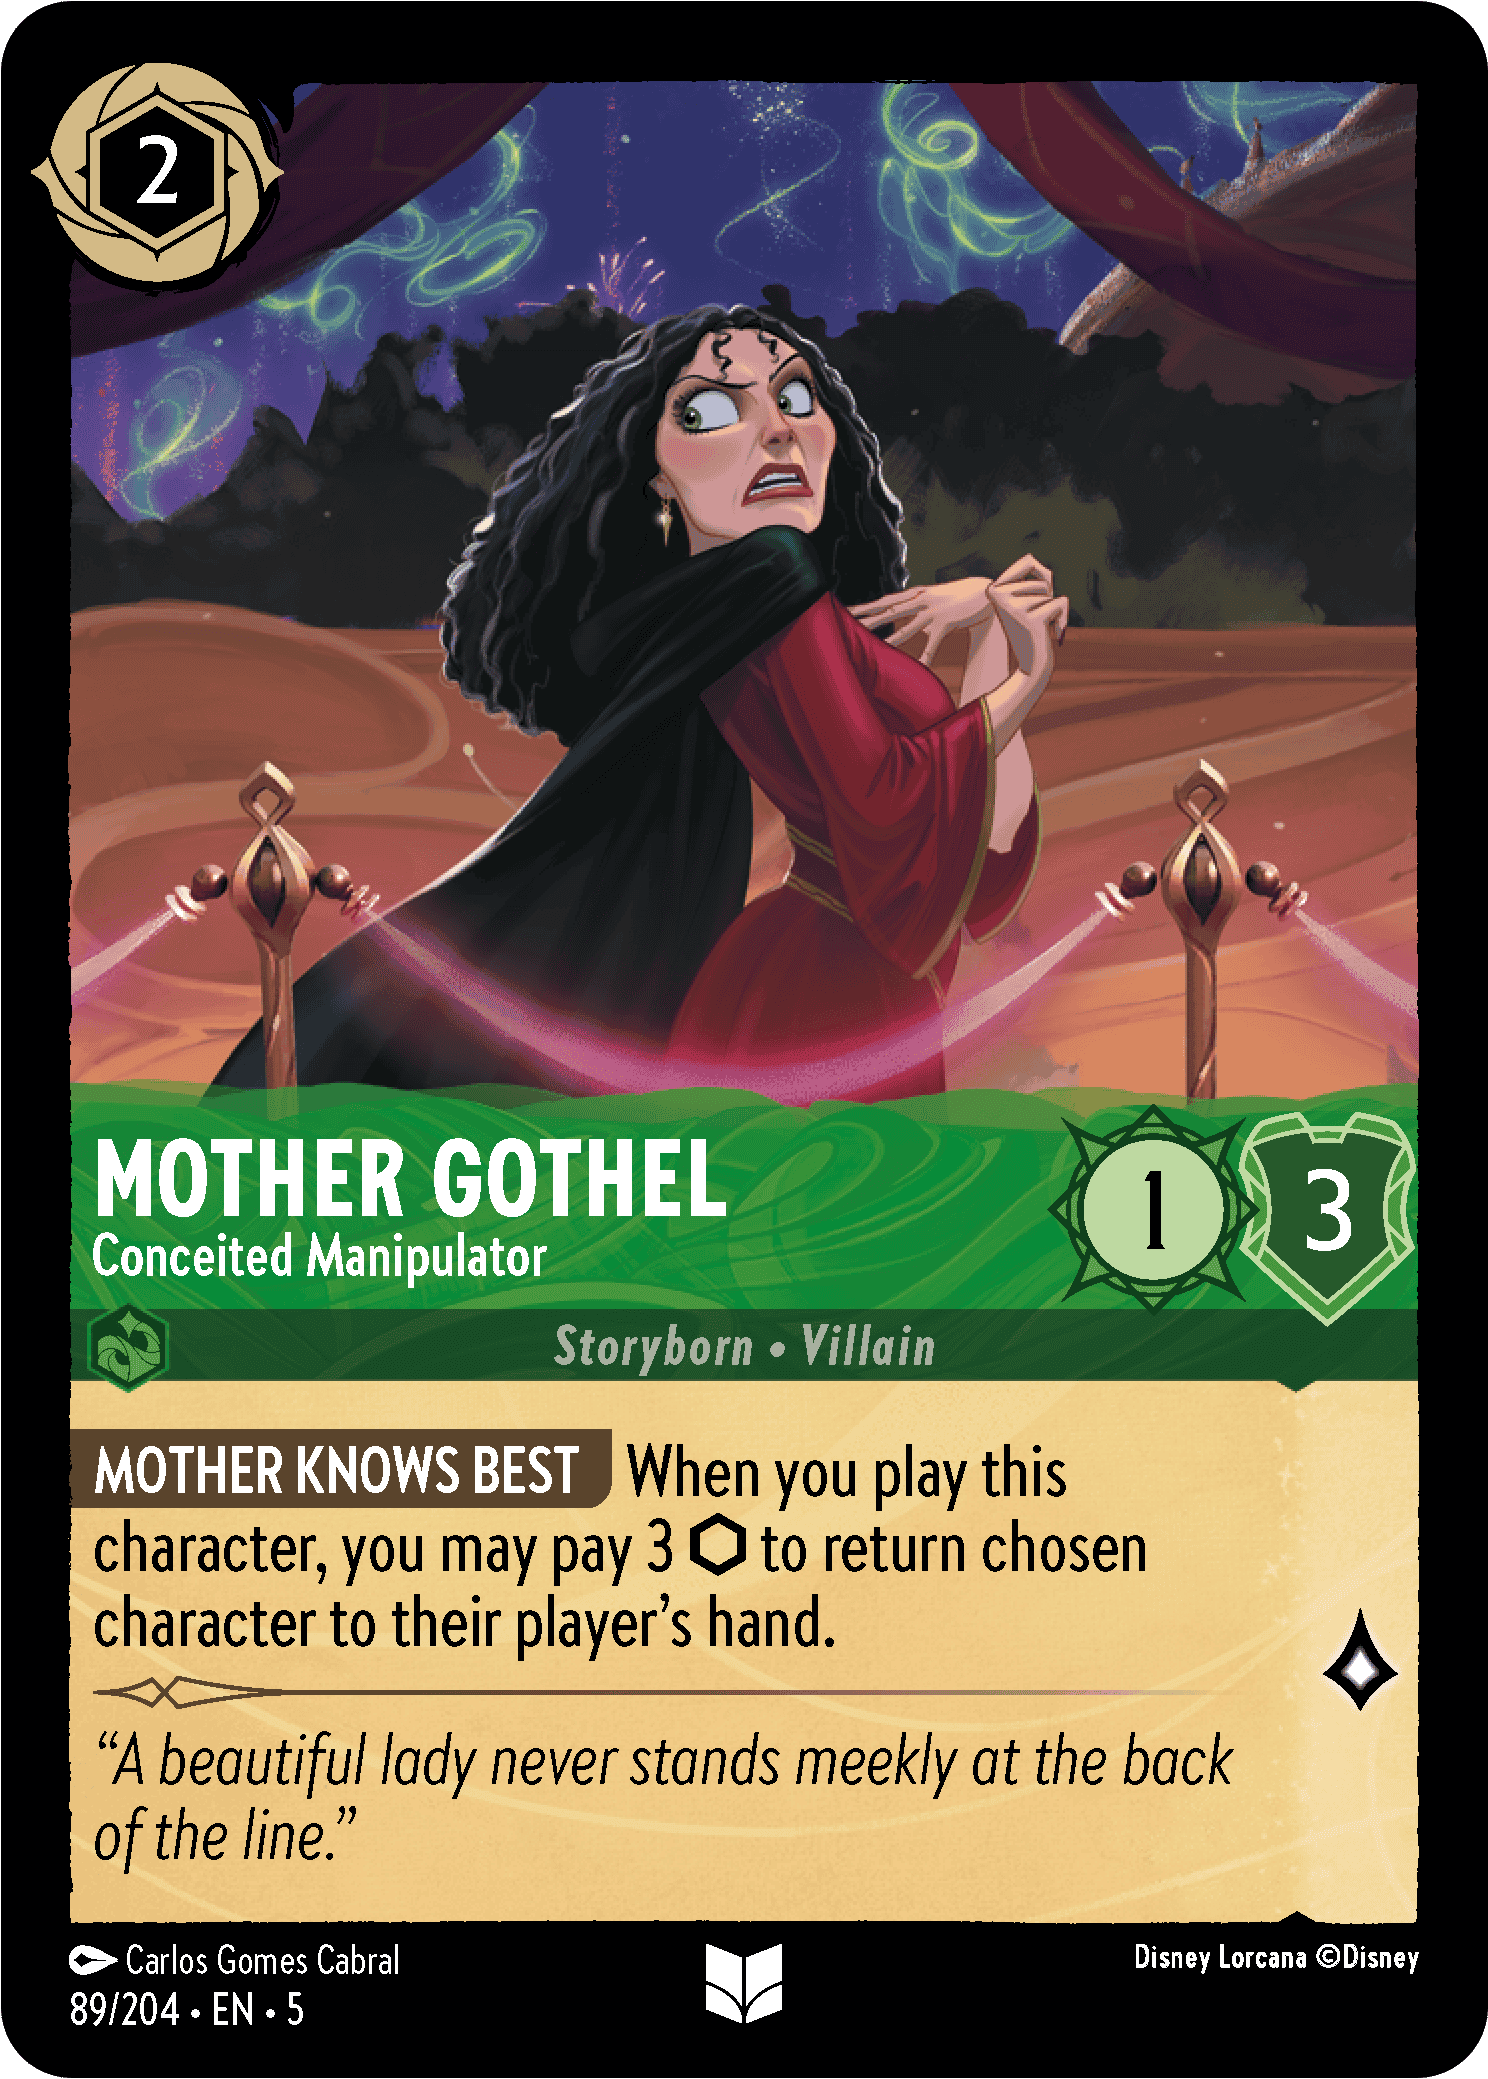 2
MOTHER GOTHEL
Conceited Manipulator
1
3
Storyborn • Villain
MOTHER KNOWS BEST When you play this
character, you may pay 3 ⬡ to return chosen
character to their player’s hand.
“A beautiful lady never stands meekly at the back
of the line.”
Carlos Gomes Cabral
Disney Lorcana ©Disney
89/204 • EN • 5